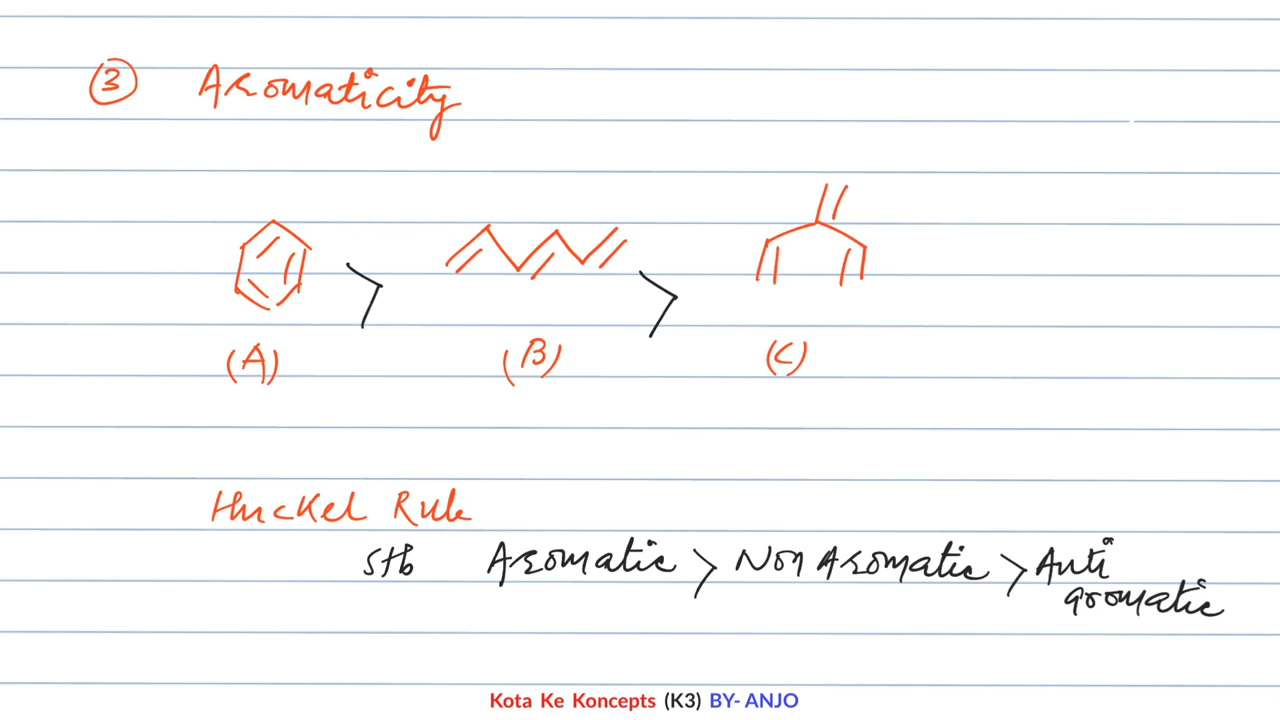 ③ Aromaticity
> >
(A) (B) (C)
Huckel Rule
stb Aromatic > Non Aromatic > Anti
aromatic
Kota Ke Koncepts (K3) BY- ANJO